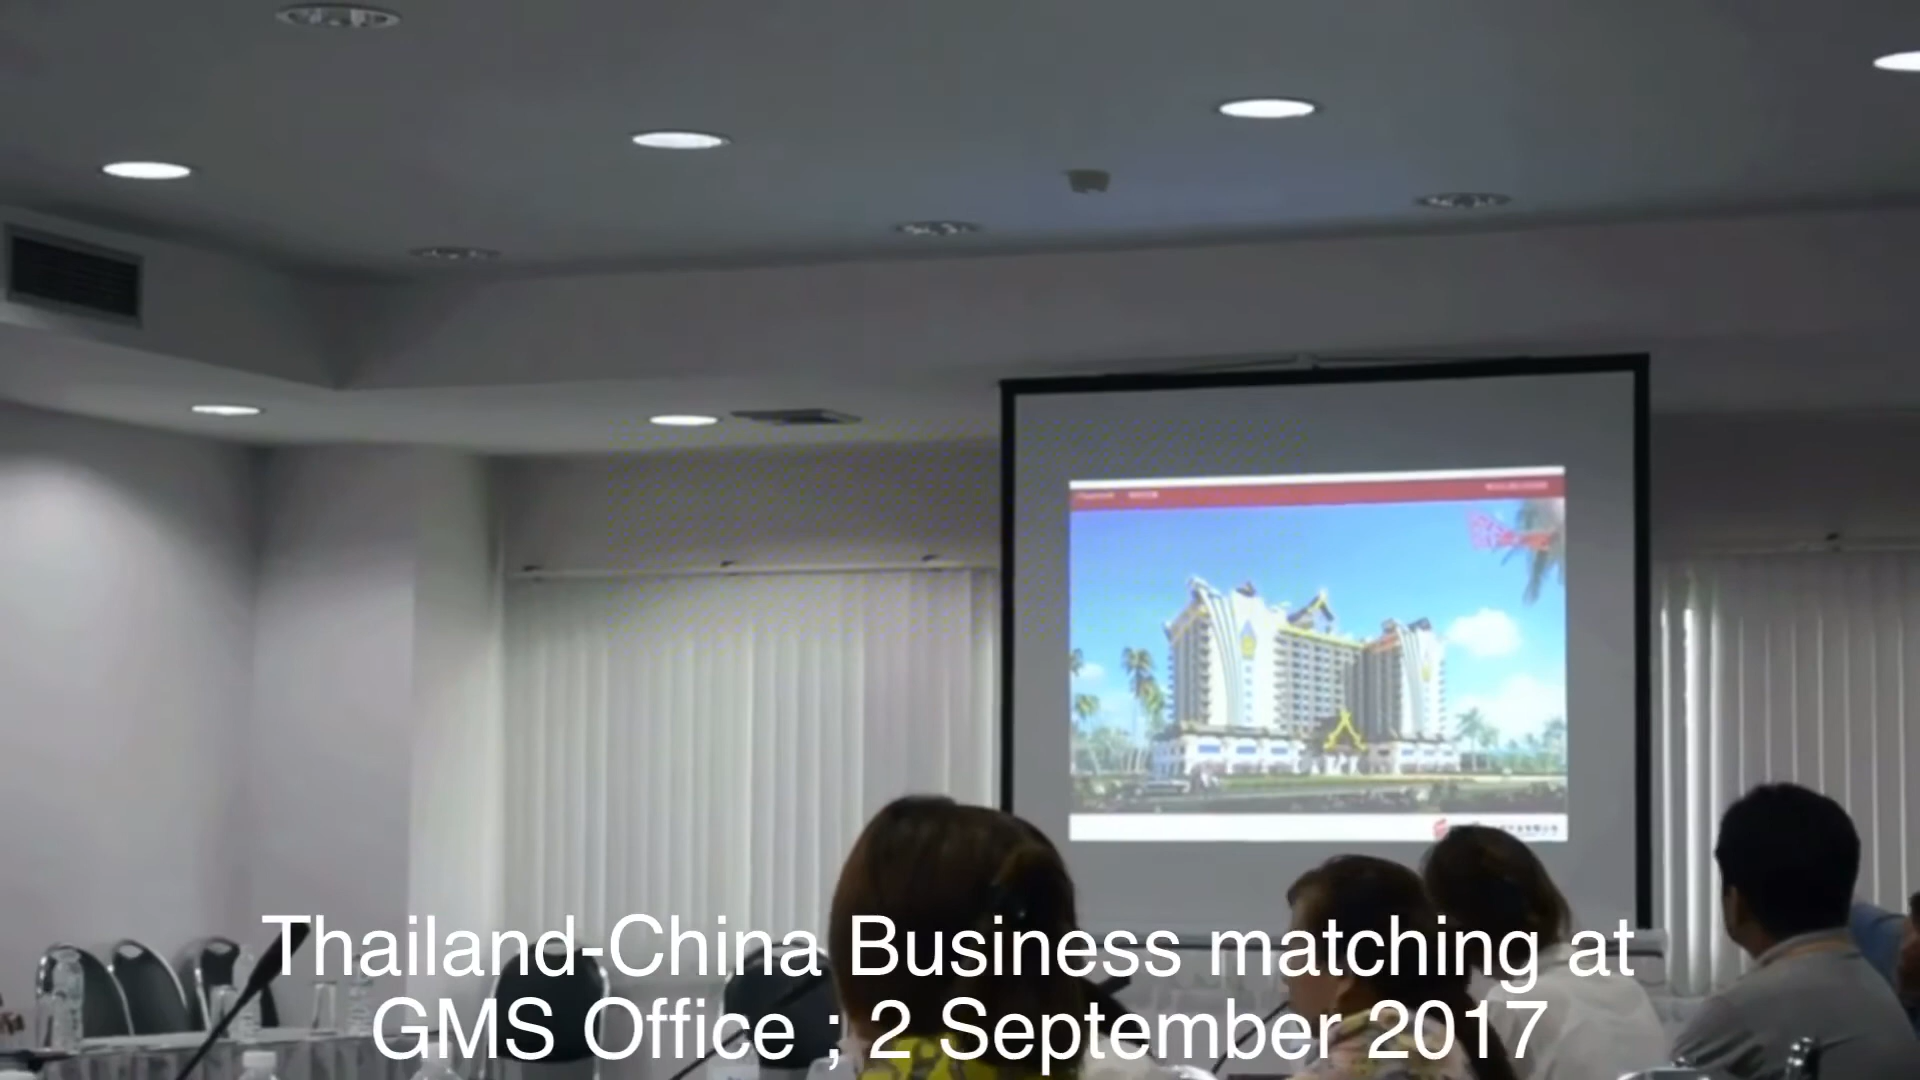 Thailand-China Business matching at
GMS Office ; 2 September 2017